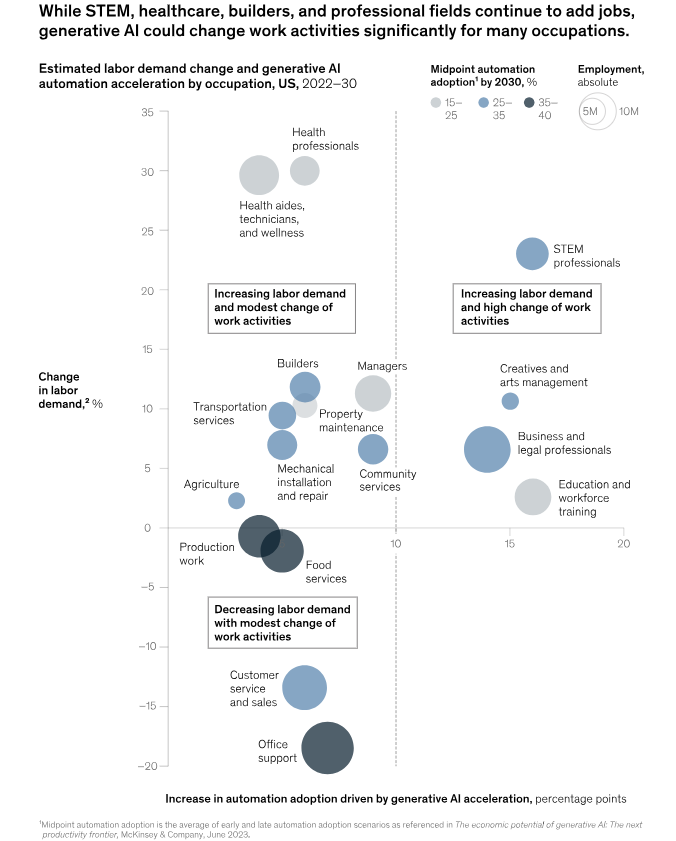 While STEM, healthcare, builders, and professional fields continue to add jobs,
generative AI could change work activities significantly for many occupations.
Estimated labor demand change and generative AI
automation acceleration by occupation, US, 2022–30
Midpoint automation
adoption¹ by 2030, %
15–
25
25–
35
35–
40
Employment,
absolute
5M
10M
35
30
25
20
15
10
5
0
−5
−10
−15
−20
Change
in labor
demand,² %
Health
professionals
Health aides,
technicians,
and wellness
STEM
professionals
Increasing labor demand
and modest change of
work activities
Increasing labor demand
and high change of work
activities
Builders
Managers
Creatives and
arts management
Transportation
services
Property
maintenance
Business and
legal professionals
Mechanical
installation
and repair
Community
services
Agriculture
Education and
workforce
training
10
15
20
Production
work
Food
services
Decreasing labor demand
with modest change of
work activities
Customer
service
and sales
Office
support
Increase in automation adoption driven by generative AI acceleration, percentage points
¹Midpoint automation adoption is the average of early and late automation adoption scenarios as referenced in The economic potential of generative AI: The next
productivity frontier, McKinsey & Company, June 2023.